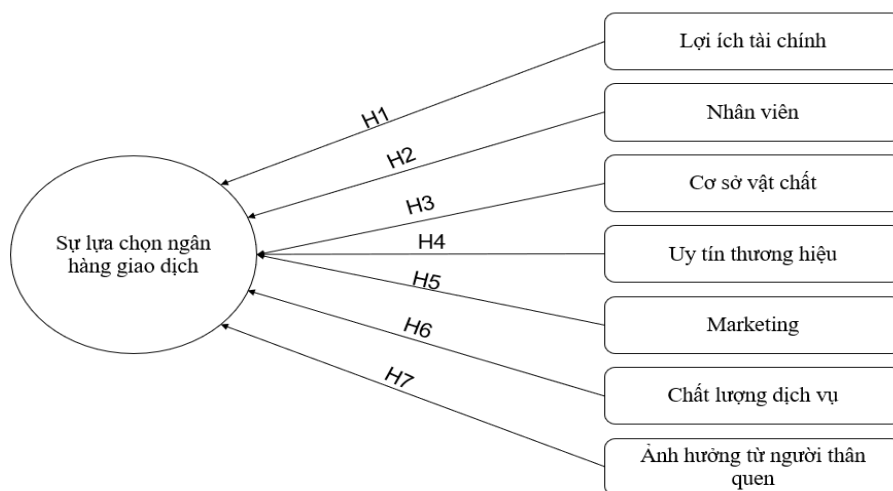 Lợi ích tài chính
H1
Nhân viên
H2
Cơ sở vật chất
H3
Sự lựa chọn ngân
hàng giao dịch
H4
Uy tín thương hiệu
H5
Marketing
H6
Chất lượng dịch vụ
H7
Ảnh hưởng từ người thân
quen